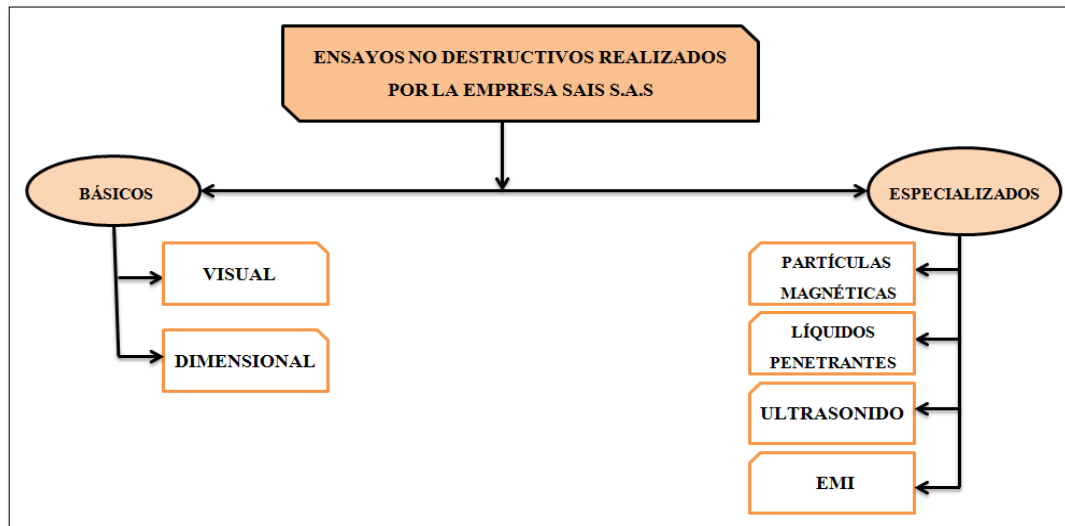 ENSAYOS NO DESTRUCTIVOS REALIZADOS
POR LA EMPRESA SAIS S.A.S
BÁSICOS
VISUAL
DIMENSIONAL
ESPECIALIZADOS
PARTÍCULAS
MAGNÉTICAS
LÍQUIDOS
PENETRANTES
ULTRASONIDO
EMI